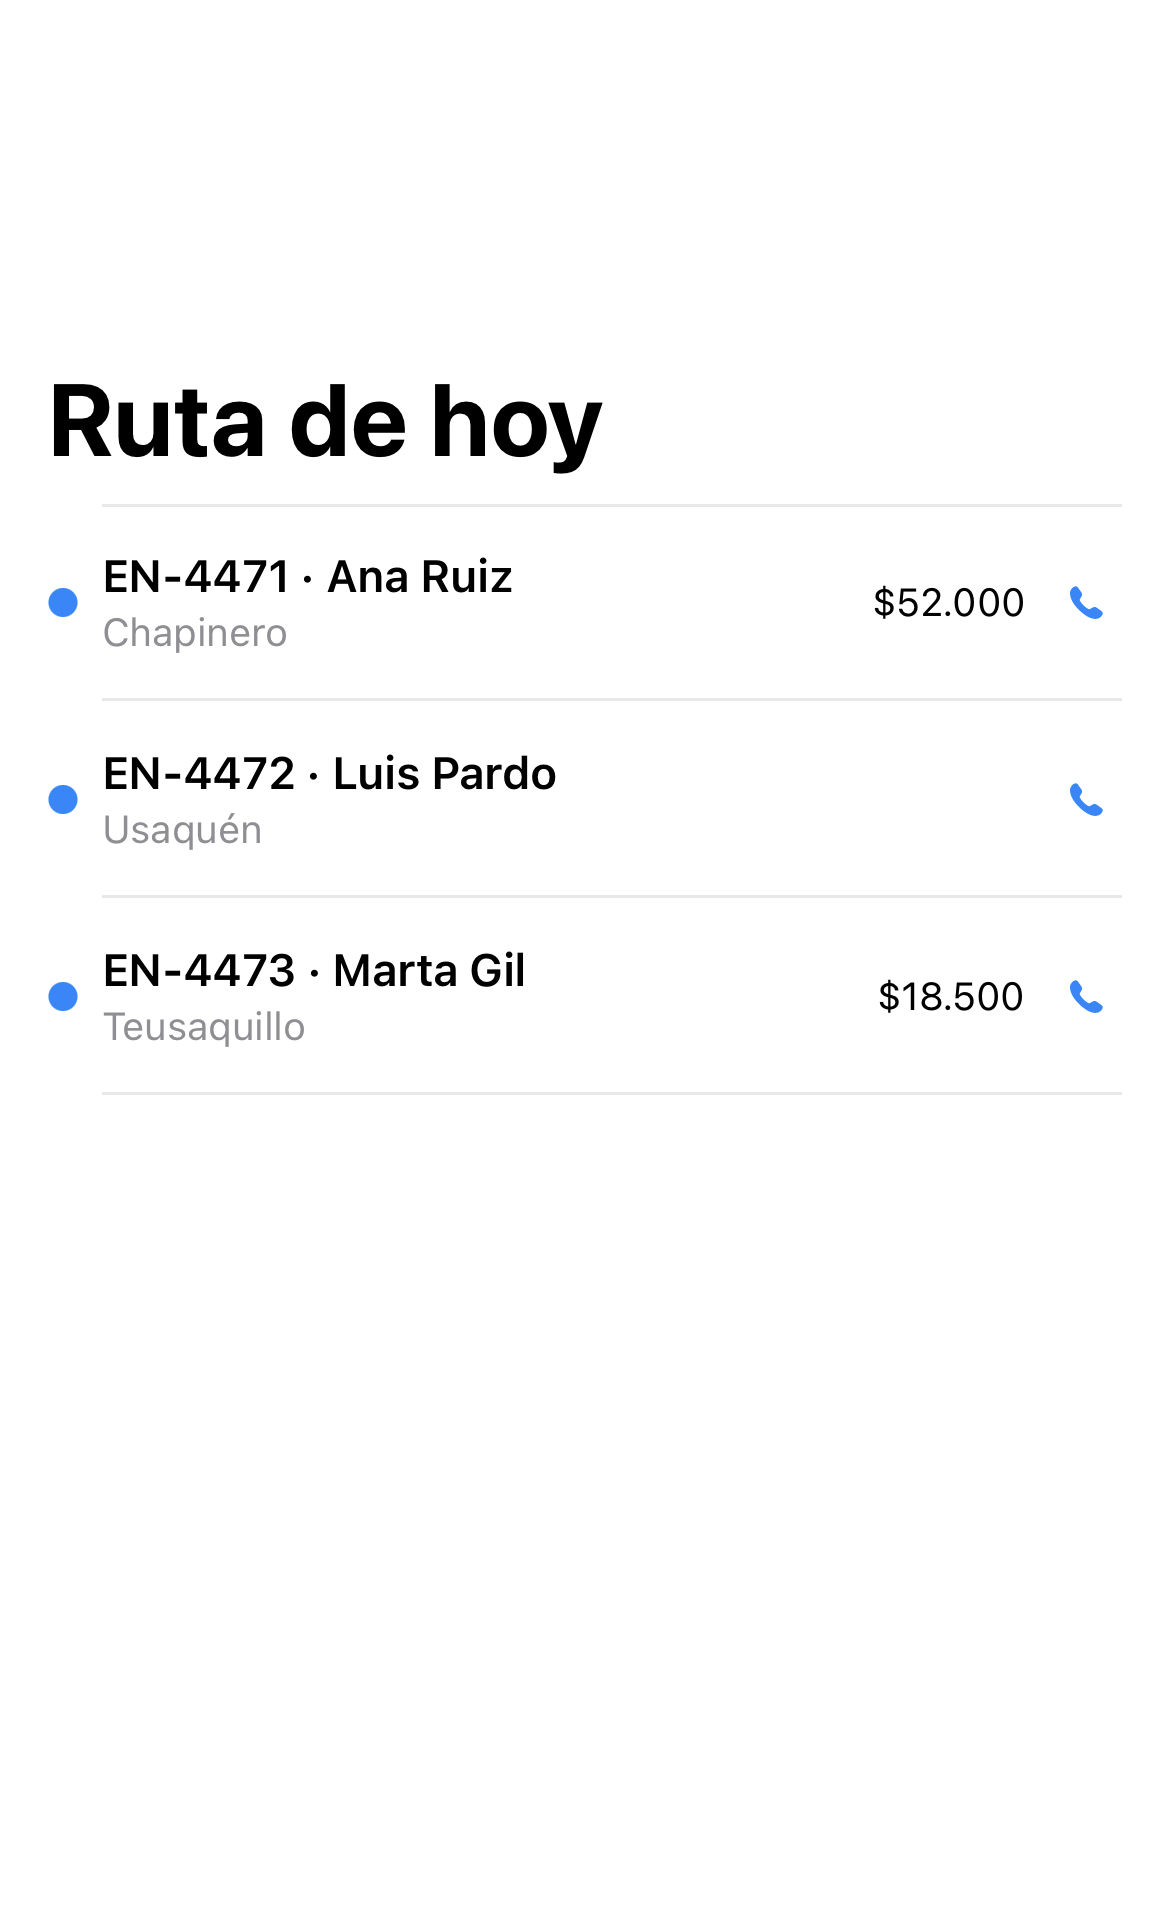 Ruta de hoy
EN-4471 · Ana Ruiz
Chapinero
$52.000
EN-4472 · Luis Pardo
Usaquén
EN-4473 · Marta Gil
Teusaquillo
$18.500